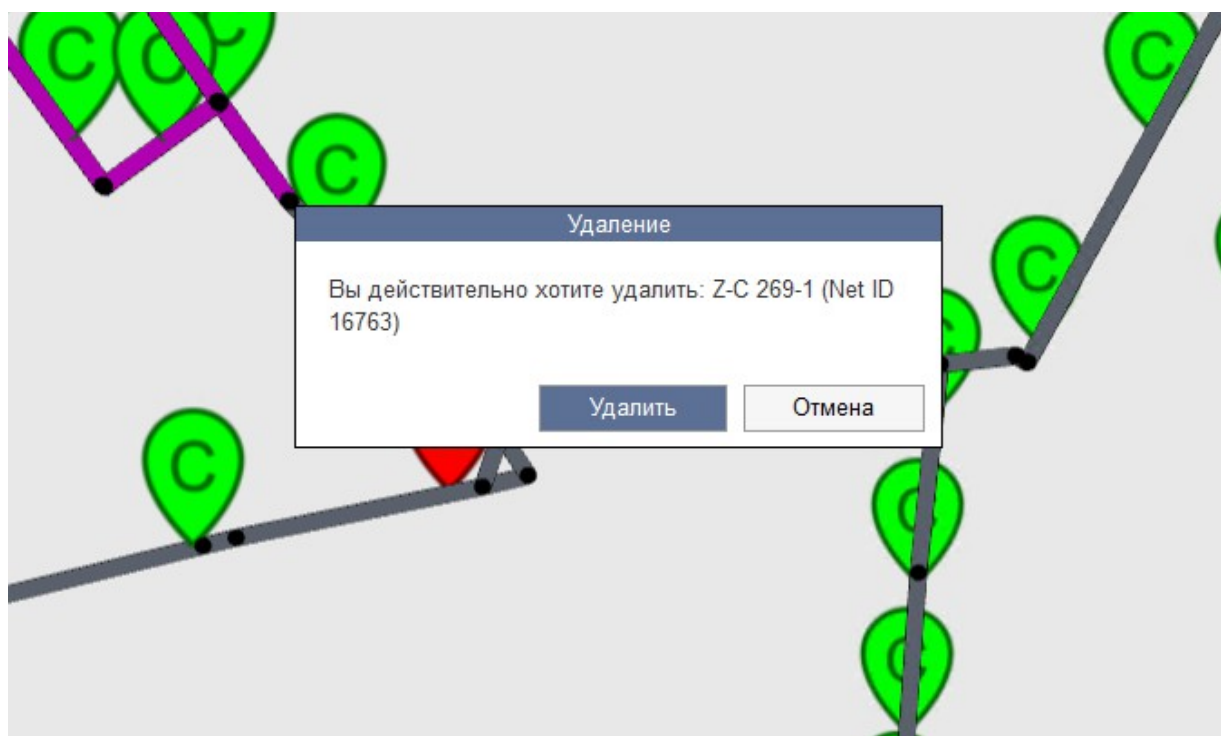 C
C
C
C
C
Удаление
Вы действительно хотите удалить: Z-C 269-1 (Net ID
16763)
C
Удалить
Отмена
C
C
C